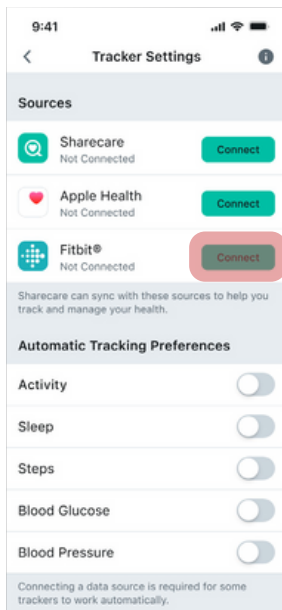 9:41
Tracker Settings
Sources
Sharecare
Not Connected
Connect
Apple Health
Not Connected
Connect
Fitbit®
Not Connected
Connect
Sharecare can sync with these sources to help you
track and manage your health.
Automatic Tracking Preferences
Activity
Sleep
Steps
Blood Glucose
Blood Pressure
Connecting a data source is required for some
trackers to work automatically.